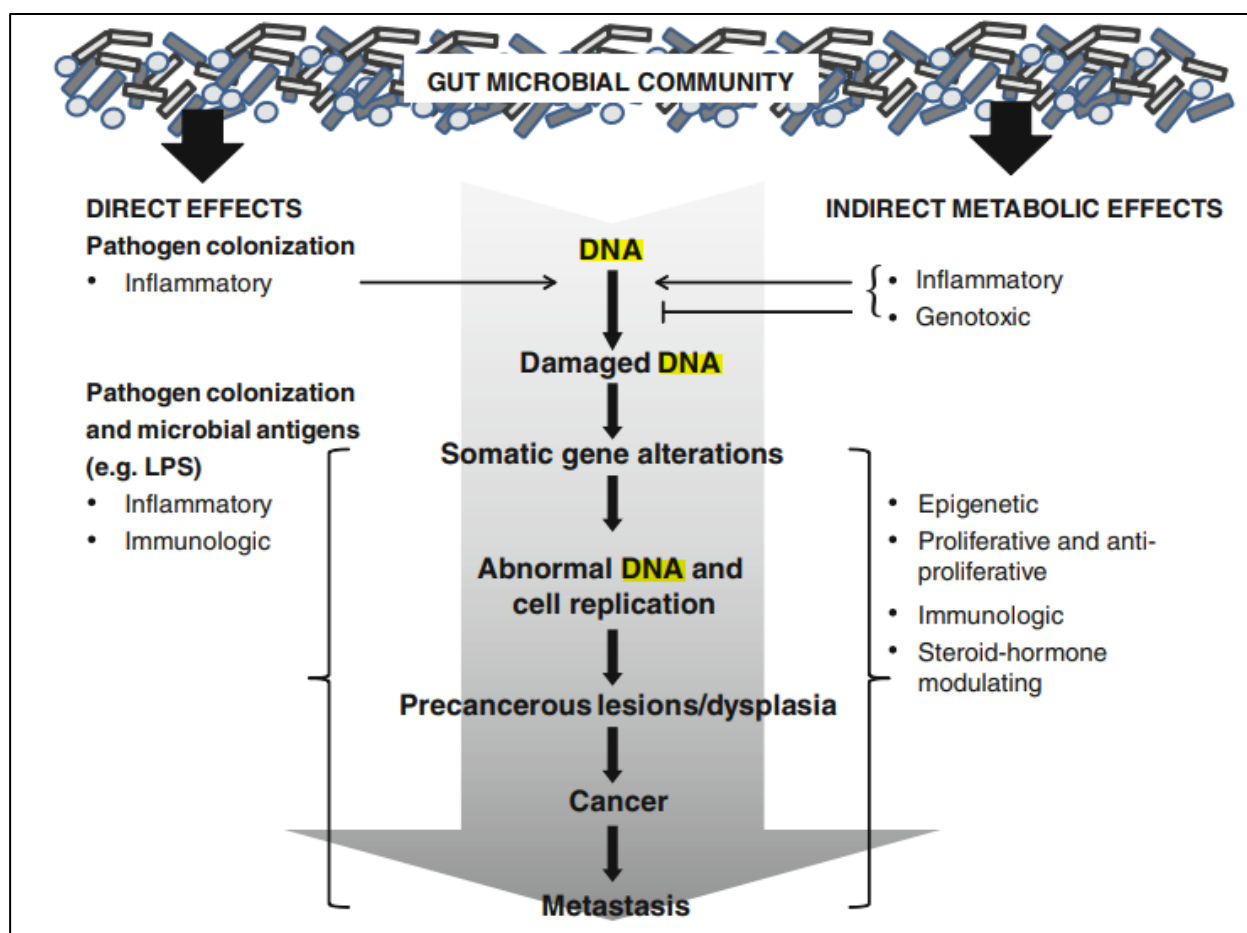 GUT MICROBIAL COMMUNITY
DIRECT EFFECTS
Pathogen colonization
• Inflammatory
Pathogen colonization
and microbial antigens
(e.g. LPS)
• Inflammatory
• Immunologic
DNA
Damaged DNA
Somatic gene alterations
Abnormal DNA and
cell replication
Precancerous lesions/dysplasia
Cancer
Metastasis
INDIRECT METABOLIC EFFECTS
• Inflammatory
• Genotoxic
• Epigenetic
• Proliferative and anti-
proliferative
• Immunologic
• Steroid-hormone
modulating